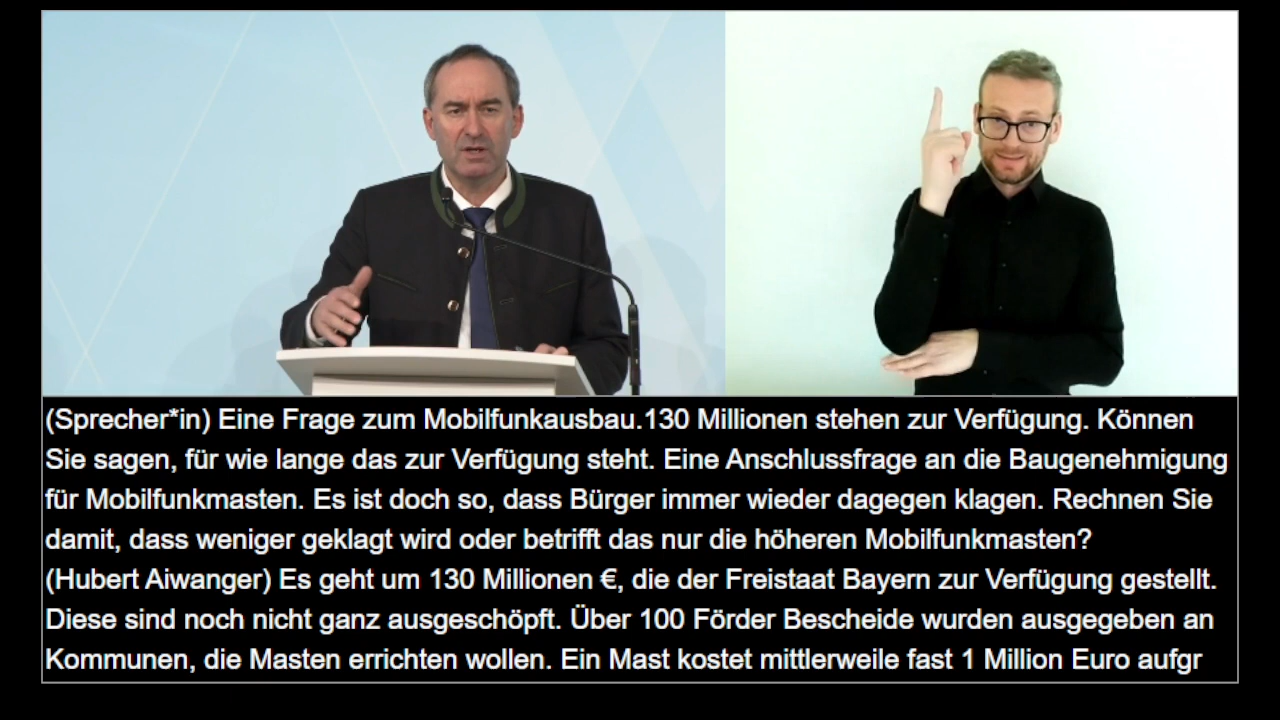 (Sprecher*in) Eine Frage zum Mobilfunkausbau.130 Millionen stehen zur Verfügung. Können
Sie sagen, für wie lange das zur Verfügung steht. Eine Anschlussfrage an die Baugenehmigung
für Mobilfunkmasten. Es ist doch so, dass Bürger immer wieder dagegen klagen. Rechnen Sie
damit, dass weniger geklagt wird oder betrifft das nur die höheren Mobilfunkmasten?
(Hubert Aiwanger) Es geht um 130 Millionen €, die der Freistaat Bayern zur Verfügung gestellt.
Diese sind noch nicht ganz ausgeschöpft. Über 100 Förder Bescheide wurden ausgegeben an
Kommunen, die Masten errichten wollen. Ein Mast kostet mittlerweile fast 1 Million Euro aufgr